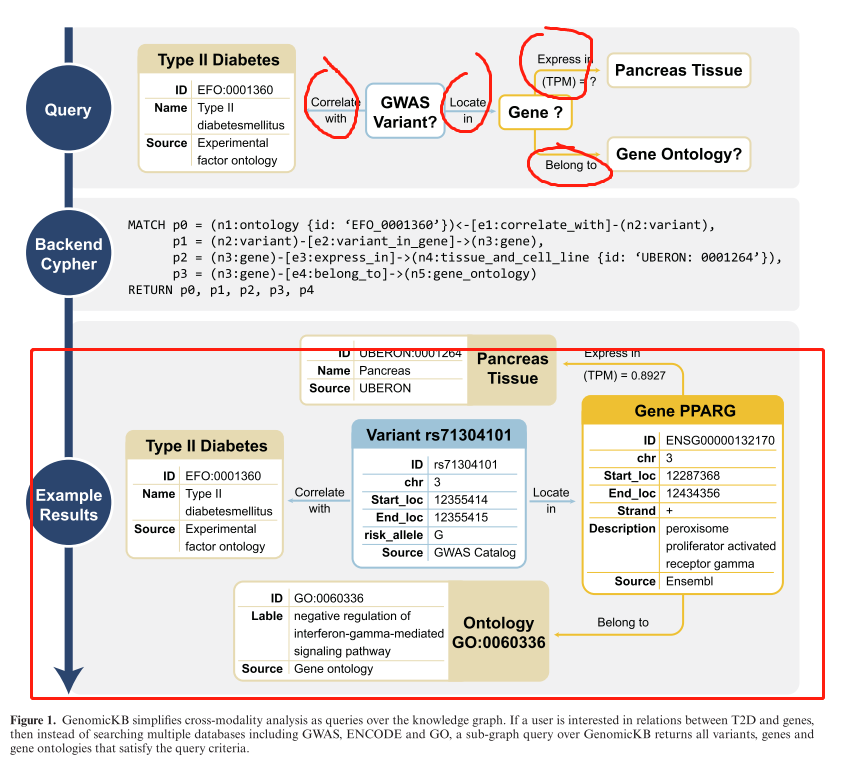 Type II Diabetes
ID EFO:0001360
Name Type II
diabetesmellitus
Source Experimental
factor ontology
Query
Correlate
with
GWAS
Variant?
Locate
in
Gene ?
Express in
(TPM) = ?
Pancreas Tissue
Belong to
Gene Ontology?
Backend
Cypher
MATCH p0 = (n1:ontology {id: ‘EFO_0001360’})<-[e1:correlate_with]-(n2:variant),
p1 = (n2:variant)-[e2:variant_in_gene]->(n3:gene),
p2 = (n3:gene)-[e3:express_in]->(n4:tissue_and_cell_line {id: ‘UBERON: 0001264’}),
p3 = (n3:gene)-[e4:belong_to]->(n5:gene_ontology)
RETURN p0, p1, p2, p3, p4
Example
Results
ID UBERON:0001264
Name Pancreas
Source UBERON
Pancreas
Tissue
Express in
(TPM) = 0.8927
Type II Diabetes
ID EFO:0001360
Name Type II
diabetesmellitus
Source Experimental
factor ontology
Correlate
with
Variant rs71304101
ID rs71304101
chr 3
Start_loc 12355414
End_loc 12355415
risk_allele G
Source GWAS Catalog
Locate
in
Gene PPARG
ID ENSG00000132170
chr 3
Start_loc 12287368
End_loc 12434356
Strand +
Description peroxisome
proliferator activated
receptor gamma
Source Ensembl
ID GO:0060336
Lable negative regulation of
interferon-gamma-mediated
signaling pathway
Source Gene ontology
Ontology
GO:0060336
Belong to
Figure 1. GenomicKB simplifies cross-modality analysis as queries over the knowledge graph. If a user is interested in relations between T2D and genes,
then instead of searching multiple databases including GWAS, ENCODE and GO, a sub-graph query over GenomicKB returns all variants, genes and
gene ontologies that satisfy the query criteria.